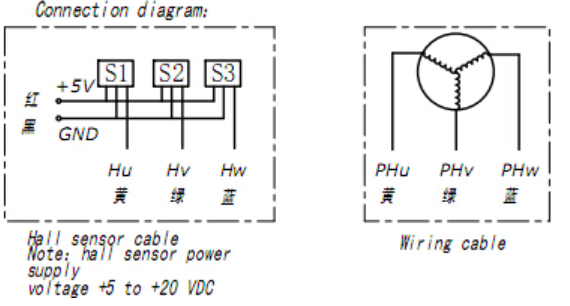 Connection diagram:
S1 S2 S3
红 +5V
黑 GND
Hu Hv Hw
黄 绿 蓝
PHu PHv PHw
黄 绿 蓝
Hall sensor cable
Note: hall sensor power
supply
voltage +5 to +20 VDC
Wiring cable